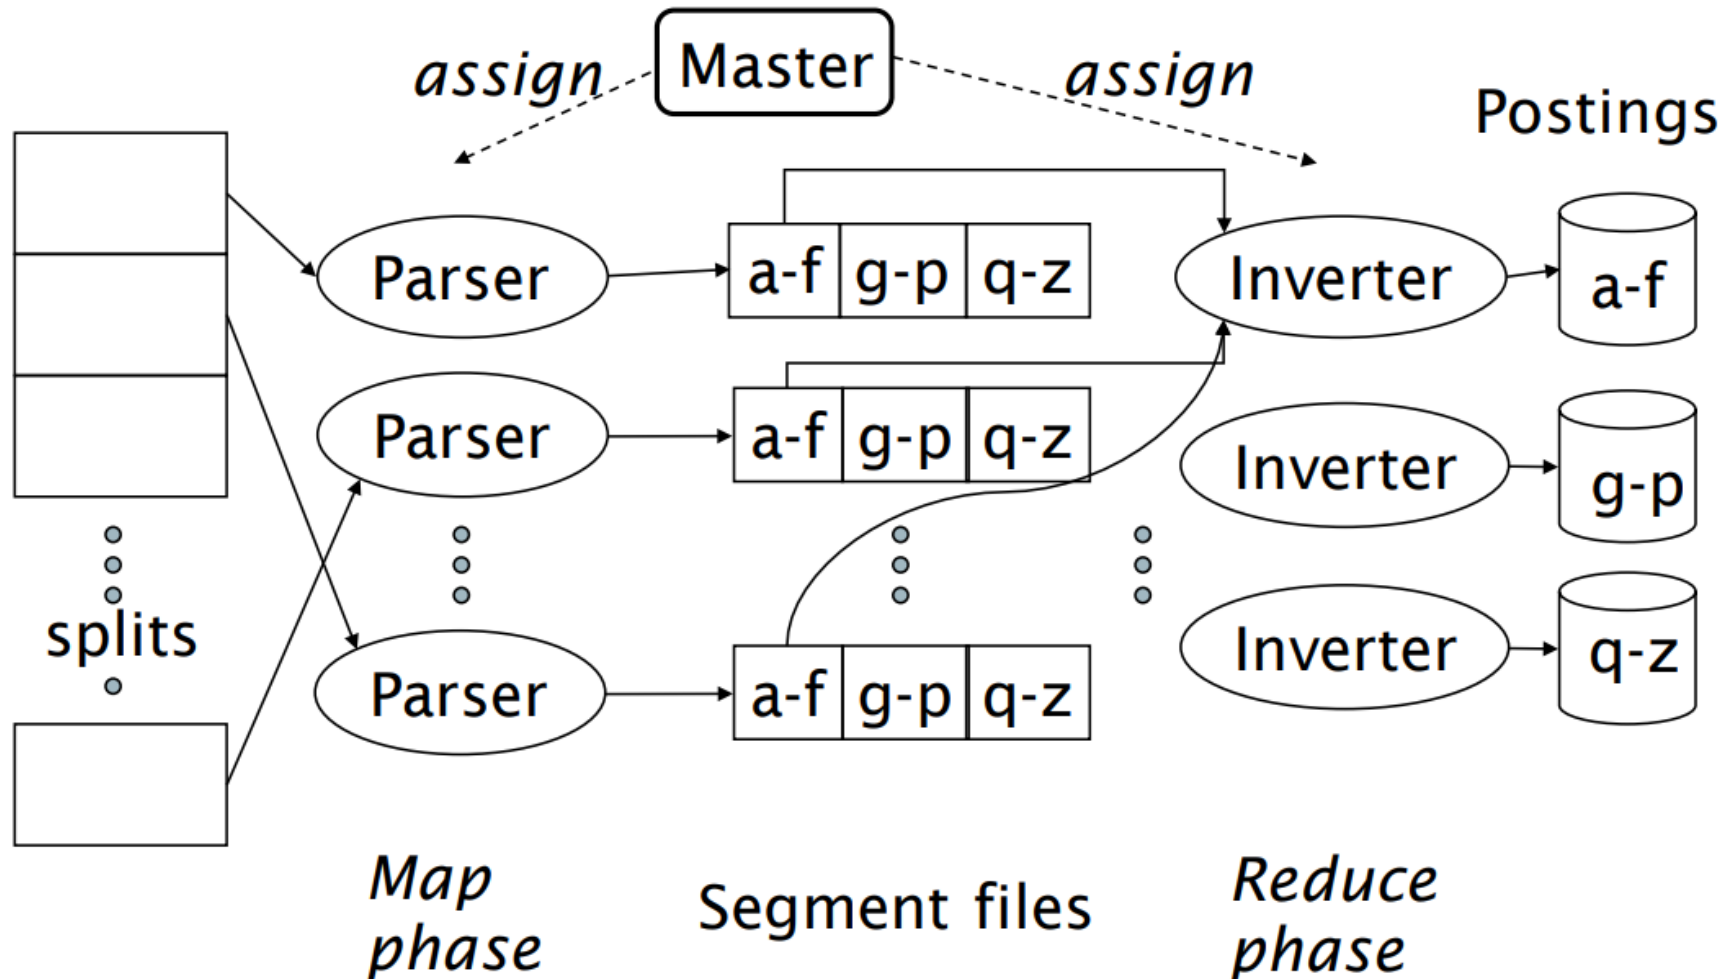 Master
assign
assign
Postings
Parser
a-f g-p q-z
Inverter
a-f
Parser
a-f g-p q-z
Inverter
g-p
splits
Parser
a-f g-p q-z
Inverter
q-z
Map
phase
Segment files
Reduce
phase